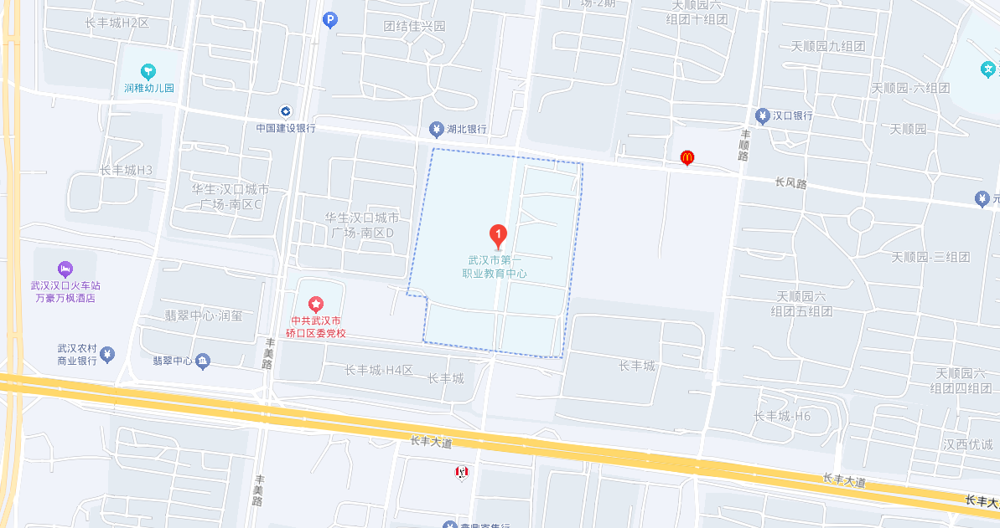 广场-2期
天顺园六
组团十组团
长丰城H2区
P
团结佳兴园
天顺园九组团
润稚幼儿园
文
天顺园-六组团
中国建设银行
湖北银行
汉口银行
天顺园
丰顺路
长丰城H3
华生·汉口城市
广场-南区C
长风路
元
华生汉口城市
广场-南区D
1
武汉市第一
职业教育中心
天顺园-三组团
武汉汉口火车站
万豪万枫酒店
天顺园六
组团五组团
翡翠中心·润玺
中共武汉市
硚口区委党校
武汉农村
商业银行
翡翠中心
丰美路
长丰城-H4区
长丰城
长丰城
天顺园六
组团四组团
长丰城-H6
长丰大道
汉西优诚
丰美路
长丰大道
长丰大